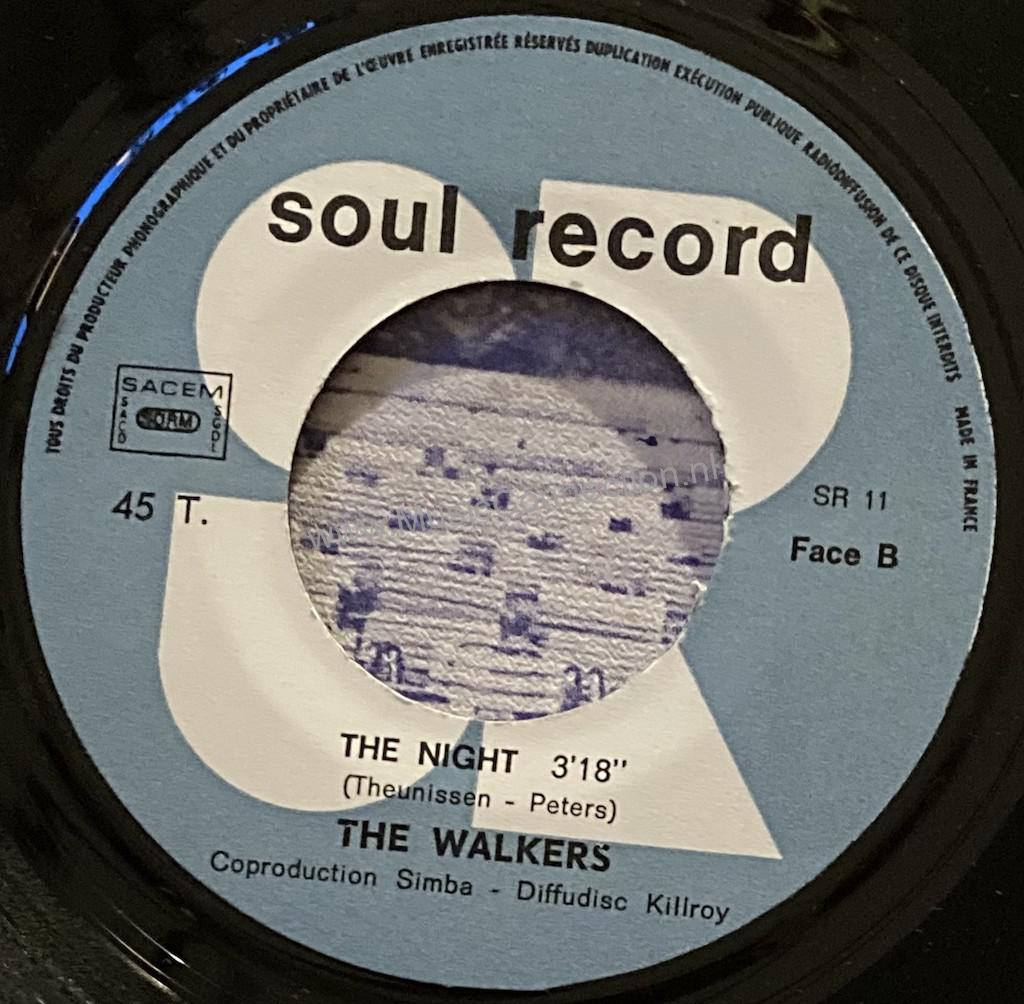 TOUS DROITS DU PRODUCTEUR PHONOGRAPHIQUE ET DU PROPRIÉTAIRE DE L'ŒUVRE ENREGISTRÉE RÉSERVÉS DUPLICATION EXÉCUTION PUBLIQUE RADIODIFFUSION DE CE DISQUE INTERDITS MADE IN FRANCE
soul record
SACEM
SACD
SDRM
SGDL
45 T.
SR 11
Face B
THE NIGHT 3'18"
(Theunissen - Peters)
THE WALKERS
Coproduction Simba - Diffudisc Killroy